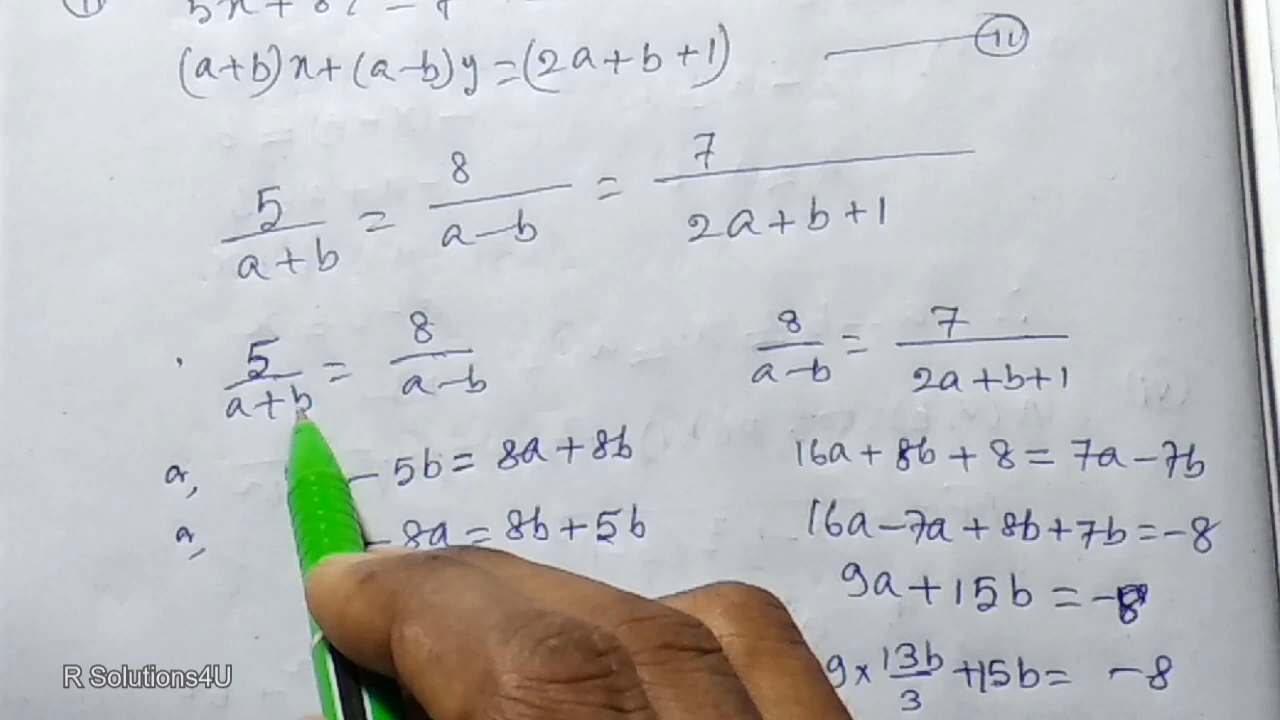 (a+b)x+(a-b)y=(2a+b+1)
5/(a+b) = 8/(a-b) = 7/(2a+b+1)
5/(a+b) = 8/(a-b)
-5b=8a+8b
-8a=8b+5b
8/(a-b) = 7/(2a+b+1)
16a+8b+8=7a-7b
16a-7a+8b+7b=-8
9a+15b=-8
9×13b/3+15b= -8
R Solutions4U